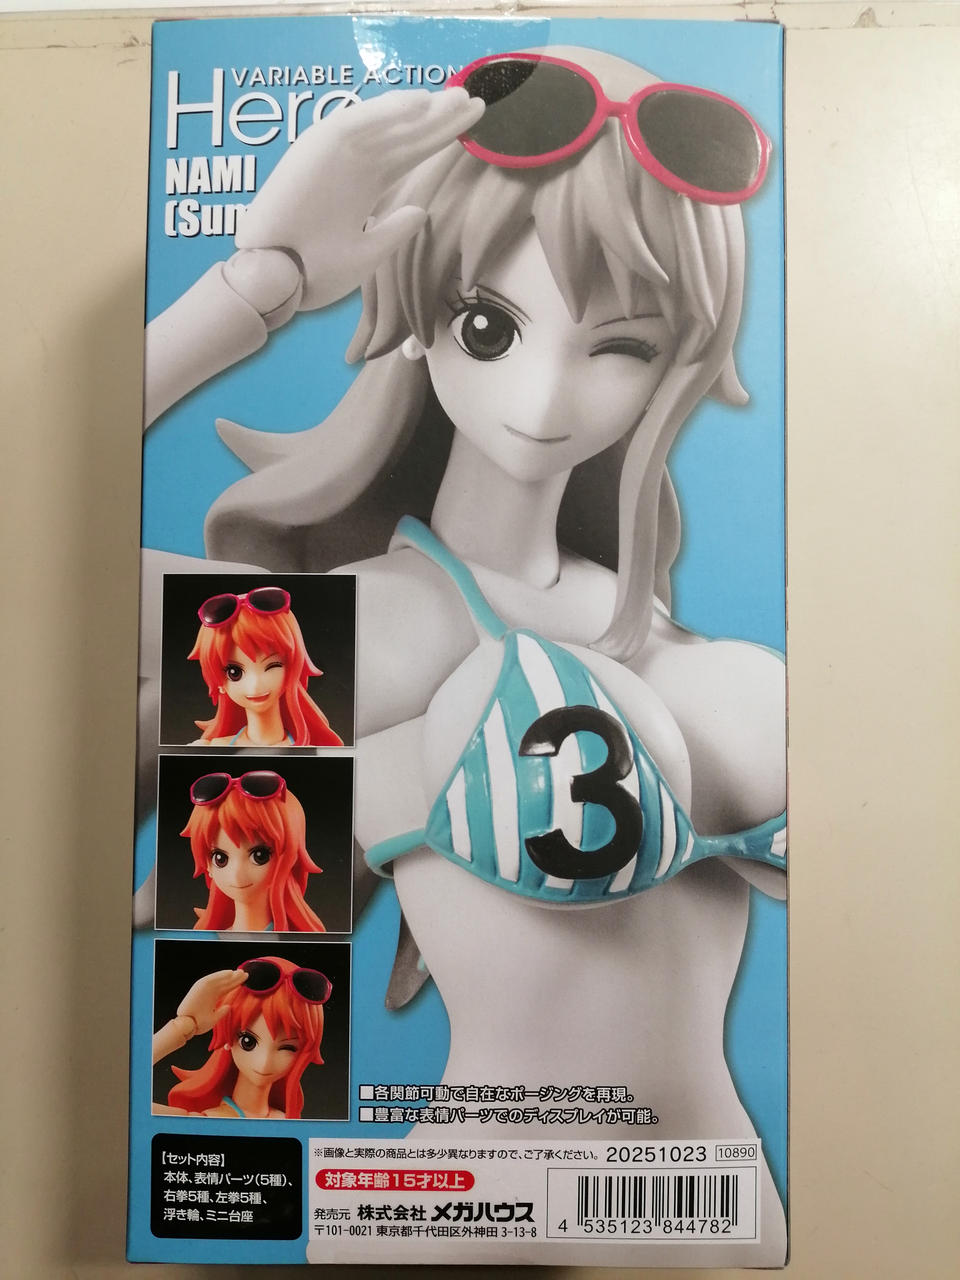 VARIABLE ACTION
NAMI
3
■各関節可動で自在なポージングを再現。
■豊富な表情パーツでのディスプレイが可能。
【セット内容】
本体、表情パーツ(5種)、
右拳5種、左拳5種、
浮き輪、ミニ台座
※画像と実際の商品とは多少異なりますので、ご了承ください。 20251023 10890
対象年齢15才以上
発売元 株式会社 メガハウス
〒101-0021 東京都千代田区外神田 3-13-8
4 535123 844782